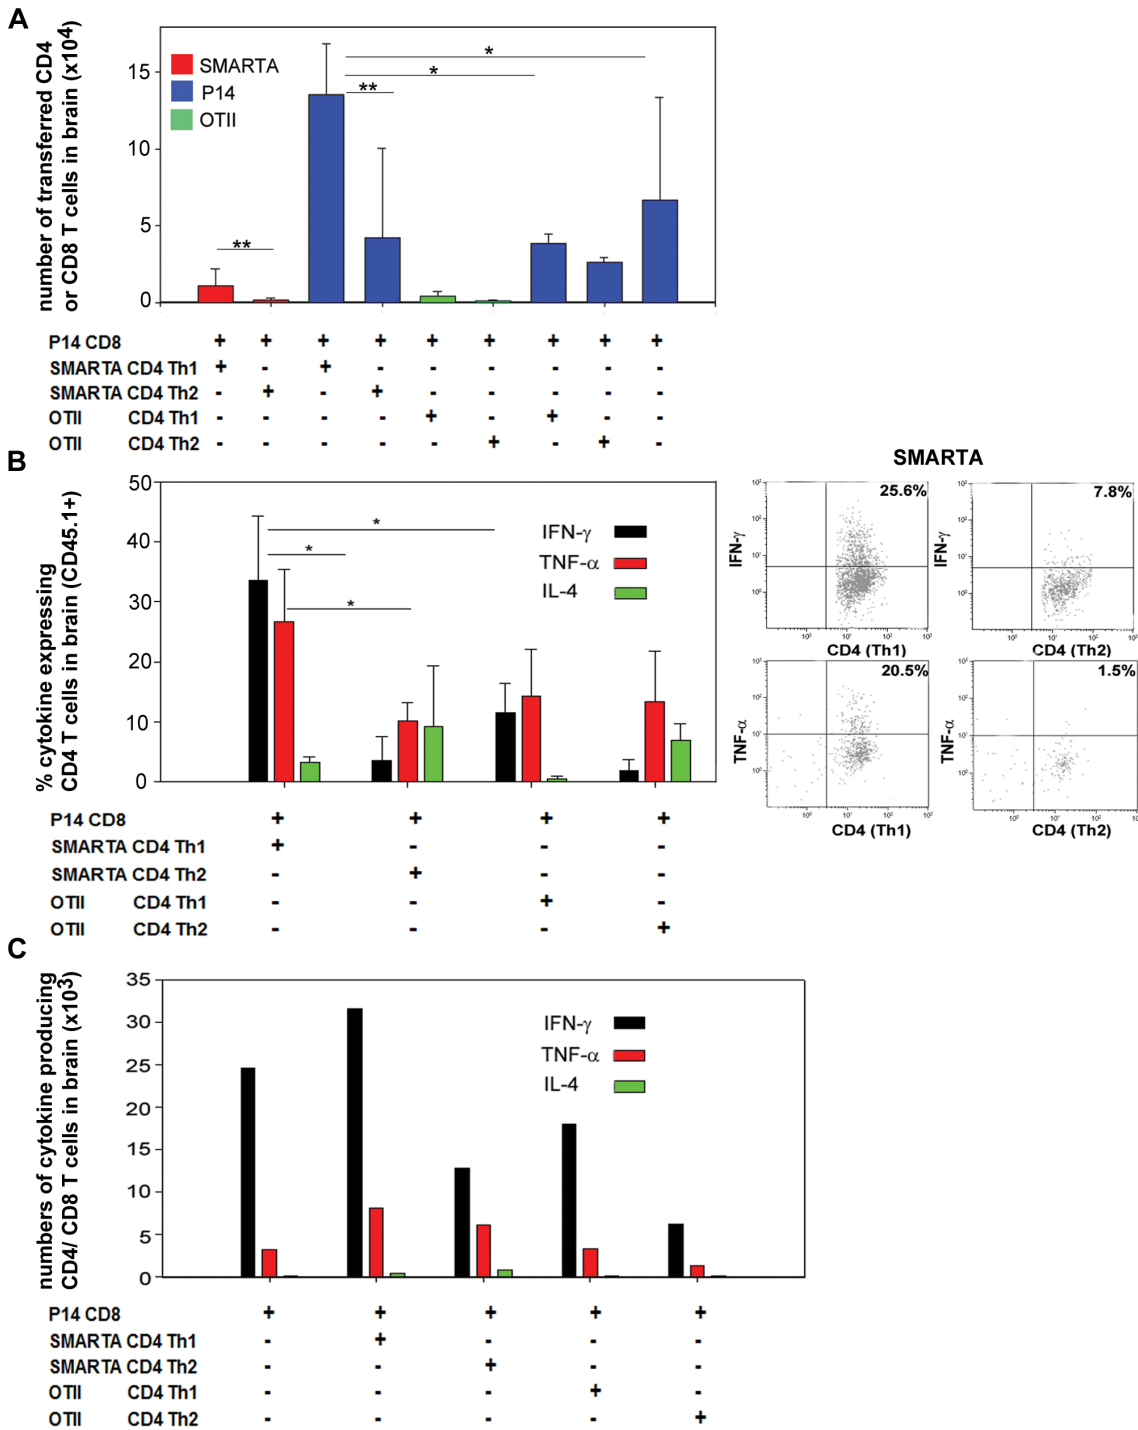 A
number of transferred CD4
or CD8 T cells in brain (x10⁴)
15
10
5
0
SMARTA
P14
OTII
*
*
**
**
P14 CD8 + + + + + + + + +
SMARTA CD4 Th1 + - + - - - - - -
SMARTA CD4 Th2 - + - + - - - - -
OTII CD4 Th1 - - - - + - + - -
OTII CD4 Th2 - - - - - + - + -
B
% cytokine expressing
CD4 T cells in brain (CD45.1+)
50
40
30
20
10
0
*
*
*
IFN-γ
TNF-α
IL-4
P14 CD8 + + + +
SMARTA CD4 Th1 + - - -
SMARTA CD4 Th2 - + - -
OTII CD4 Th1 - - + -
OTII CD4 Th2 - - - +
SMARTA
25.6%
IFN-γ
CD4 (Th1)
7.8%
IFN-γ
CD4 (Th2)
20.5%
TNF-α
CD4 (Th1)
1.5%
TNF-α
CD4 (Th2)
C
numbers of cytokine producing
CD4/ CD8 T cells in brain (x10³)
35
30
25
20
15
10
5
0
IFN-γ
TNF-α
IL-4
P14 CD8 + + + + +
SMARTA CD4 Th1 - + - - -
SMARTA CD4 Th2 - - + - -
OTII CD4 Th1 - - - + -
OTII CD4 Th2 - - - - +